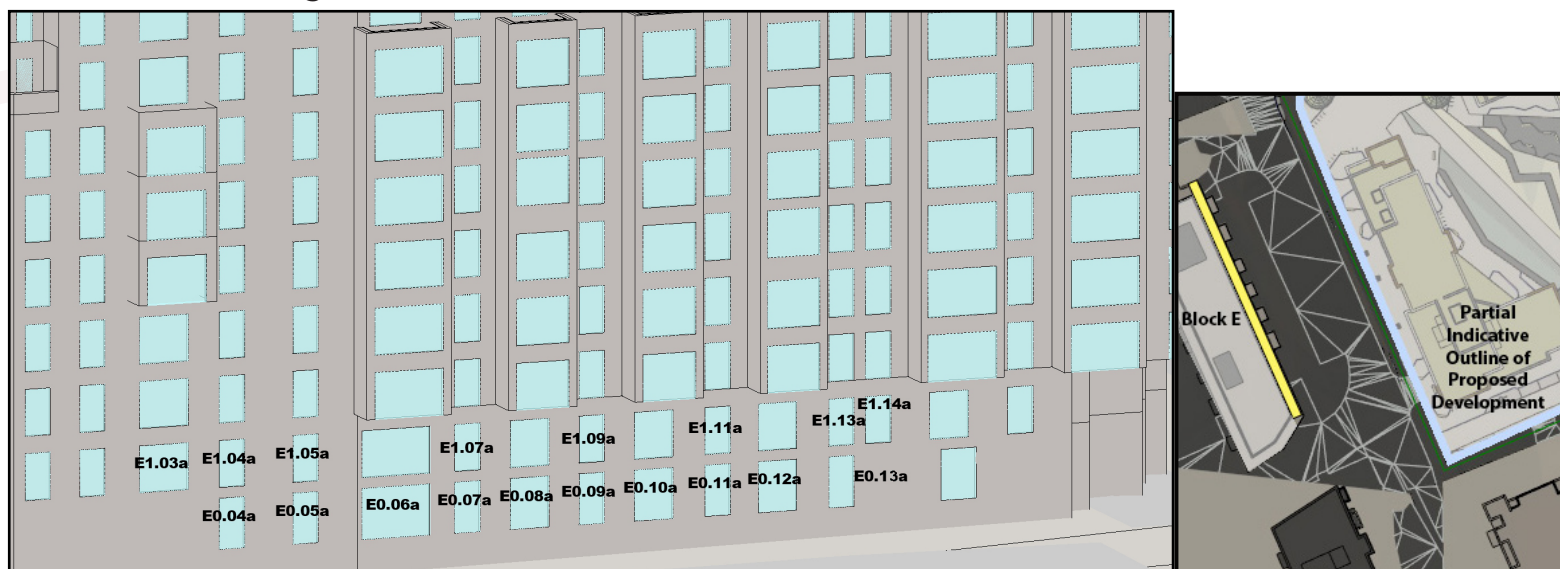 E1.14a
E1.13a
E1.11a
E1.09a
E1.07a
E1.05a
E1.04a
E1.03a
E0.13a
E0.12a
E0.11a
E0.10a
E0.09a
E0.08a
E0.07a
E0.06a
E0.05a
E0.04a
Block E
Partial
Indicative
Outline of
Proposed
Development